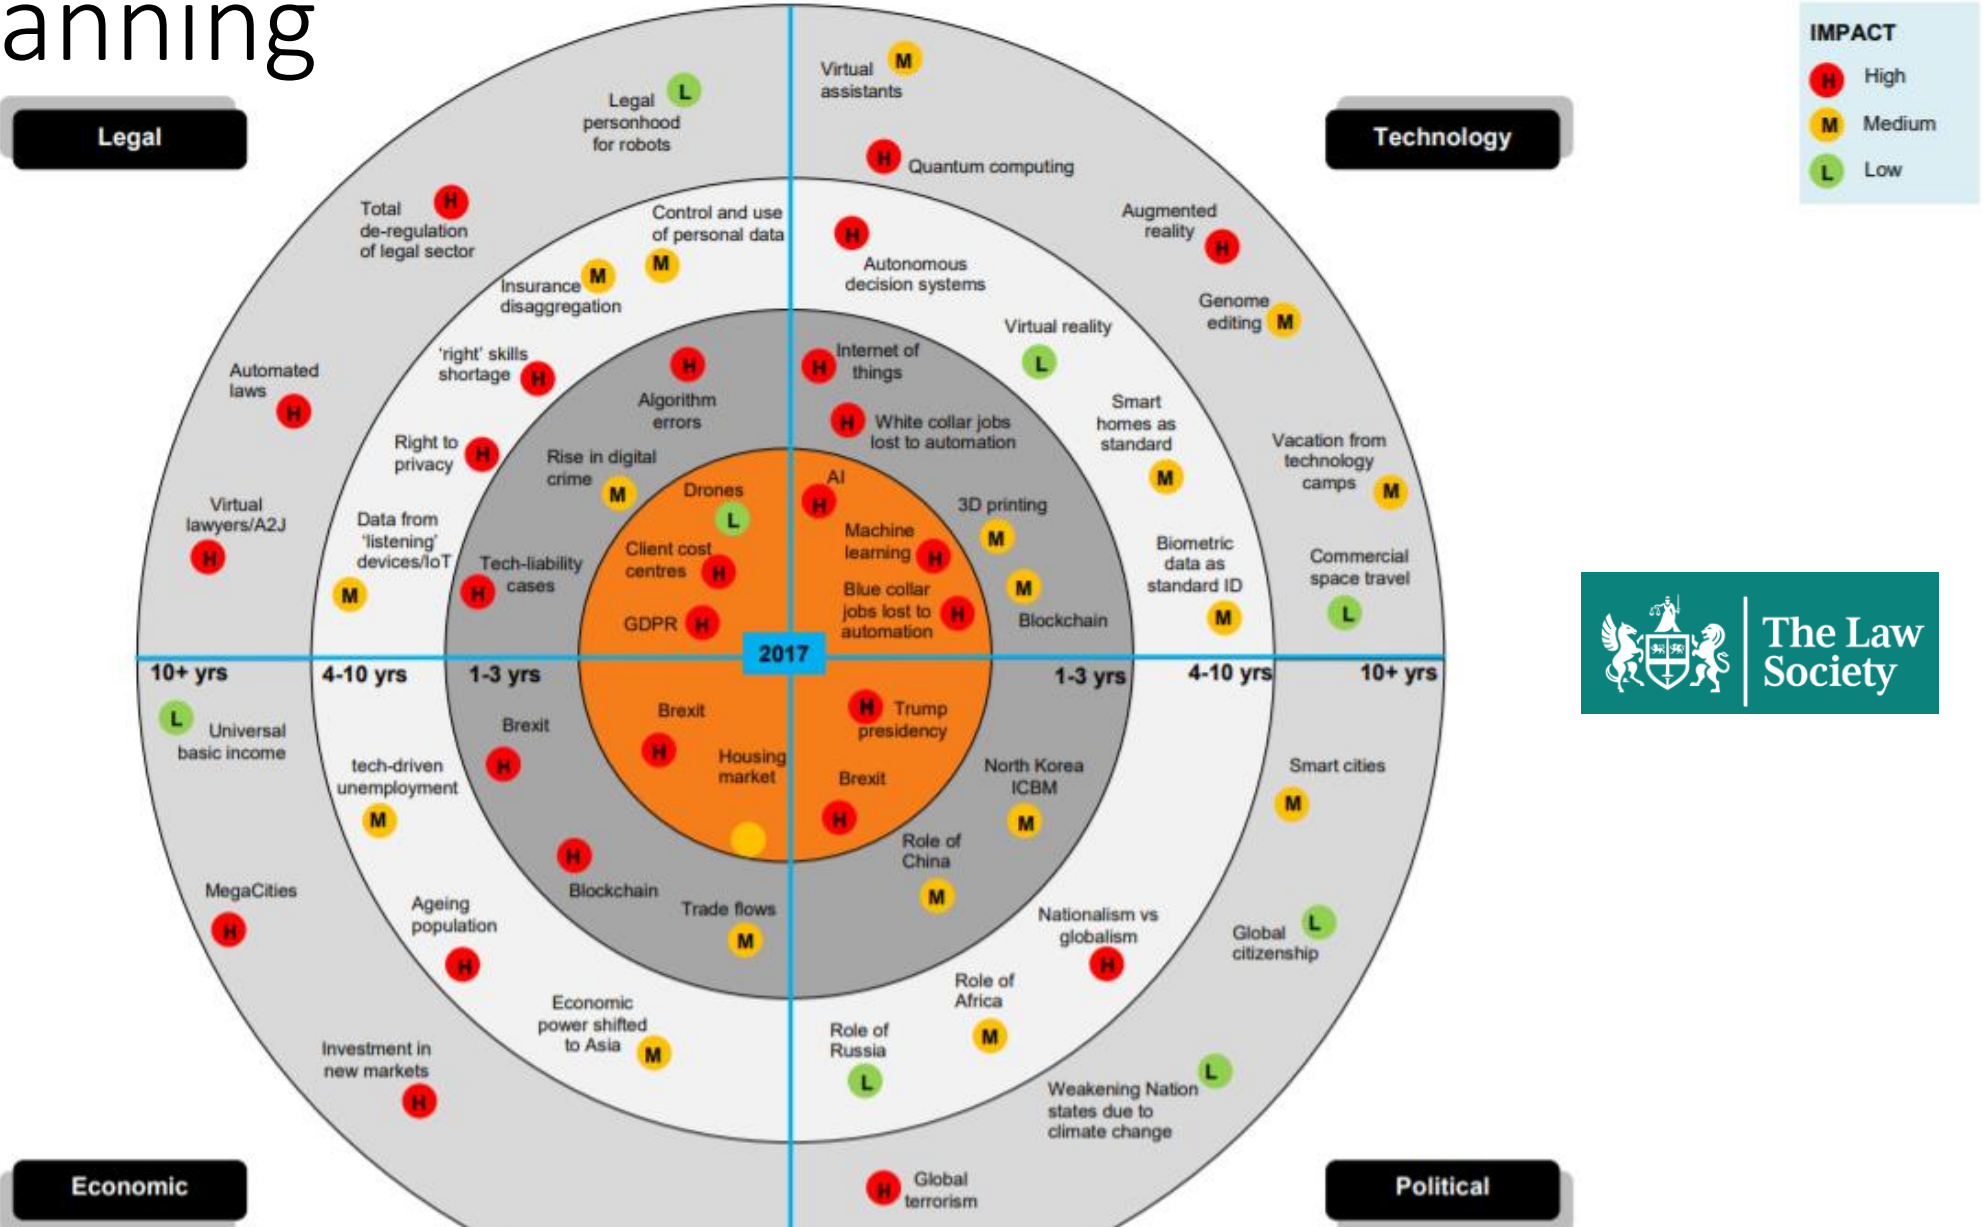 anning
Legal
Technology
IMPACT
H High
M Medium
L Low
Legal L
personhood
for robots
Total H
de-regulation
of legal sector
Automated
laws
H
Virtual
lawyers/A2J
H
Control and use
of personal data
M
Insurance M
disaggregation
'right' skills
shortage H
Right to
privacy H
Data from
'listening'
devices/IoT
M
H
Algorithm
errors
Rise in digital
crime M
Tech-liability
H cases
Drones
L
Client cost
centres H
GDPR H
Virtual M
assistants
H Quantum computing
Augmented
reality H
Genome
editing M
Vacation from
technology
camps M
Commercial
space travel
L
H
Autonomous
decision systems
Virtual reality
L
Smart
homes as
standard
M
Biometric
data as
standard ID
M
H Internet of
things
H White collar jobs
lost to automation
3D printing
M
M
Blockchain
AI
H
Machine
learning H
Blue collar
jobs lost to H
automation
2017
10+ yrs
4-10 yrs
1-3 yrs
1-3 yrs
4-10 yrs
10+ yrs
The Law
Society
L Universal
basic income
MegaCities
H
Investment in
new markets
H
tech-driven
unemployment
M
Ageing
population
H
Economic
power shifted
to Asia M
Brexit
H
H
Blockchain
Trade flows
M
Brexit
H
Housing
market
H Trump
presidency
Brexit
H
North Korea
ICBM
M
Role of
China
M
Nationalism vs
globalism
H
Role of
Africa
M
Role of
Russia
L
Smart cities
M
Global L
citizenship
L
Weakening Nation
states due to
climate change
H Global
terrorism
Economic
Political